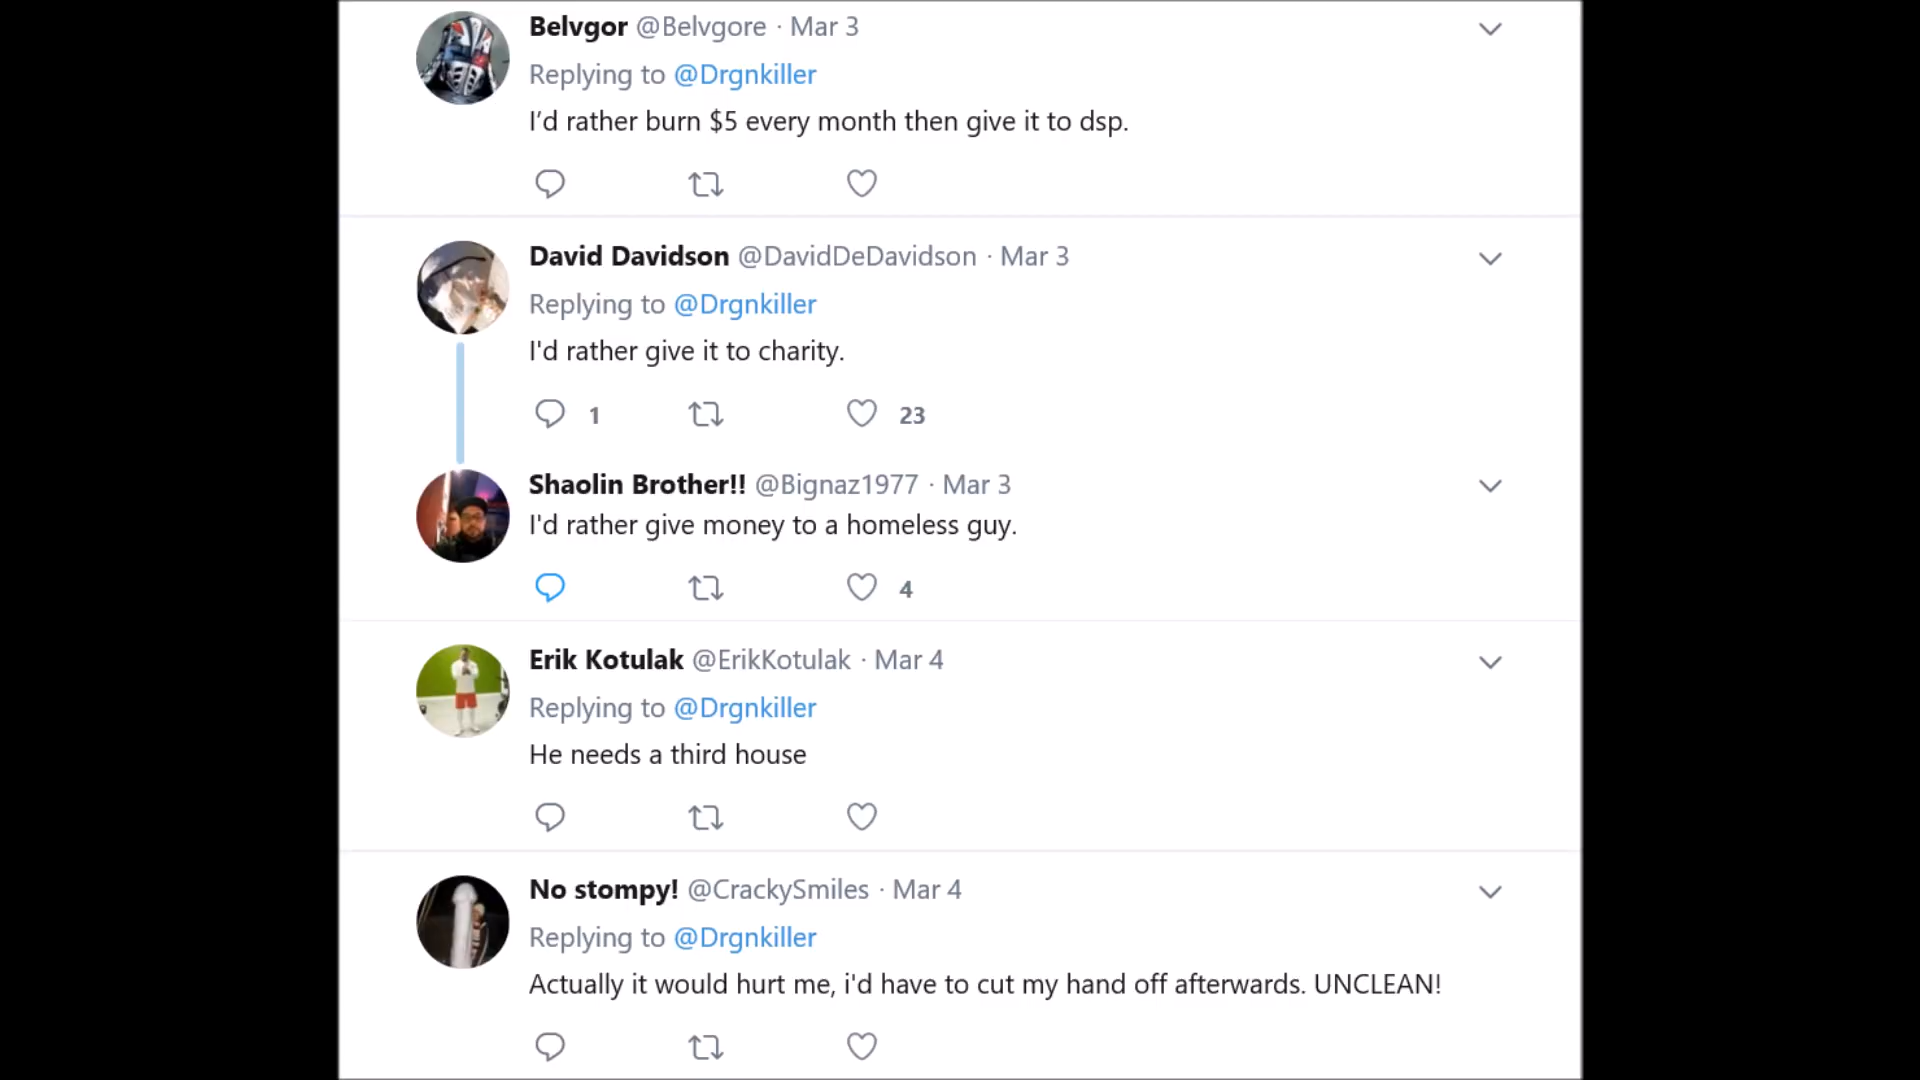 Belvgor @Belvgore · Mar 3
Replying to @Drgnkiller
I’d rather burn $5 every month then give it to dsp.
David Davidson @DavidDeDavidson · Mar 3
Replying to @Drgnkiller
I'd rather give it to charity.
1 23
Shaolin Brother!! @Bignaz1977 · Mar 3
I'd rather give money to a homeless guy.
4
Erik Kotulak @ErikKotulak · Mar 4
Replying to @Drgnkiller
He needs a third house
No stompy! @CrackySmiles · Mar 4
Replying to @Drgnkiller
Actually it would hurt me, i'd have to cut my hand off afterwards. UNCLEAN!